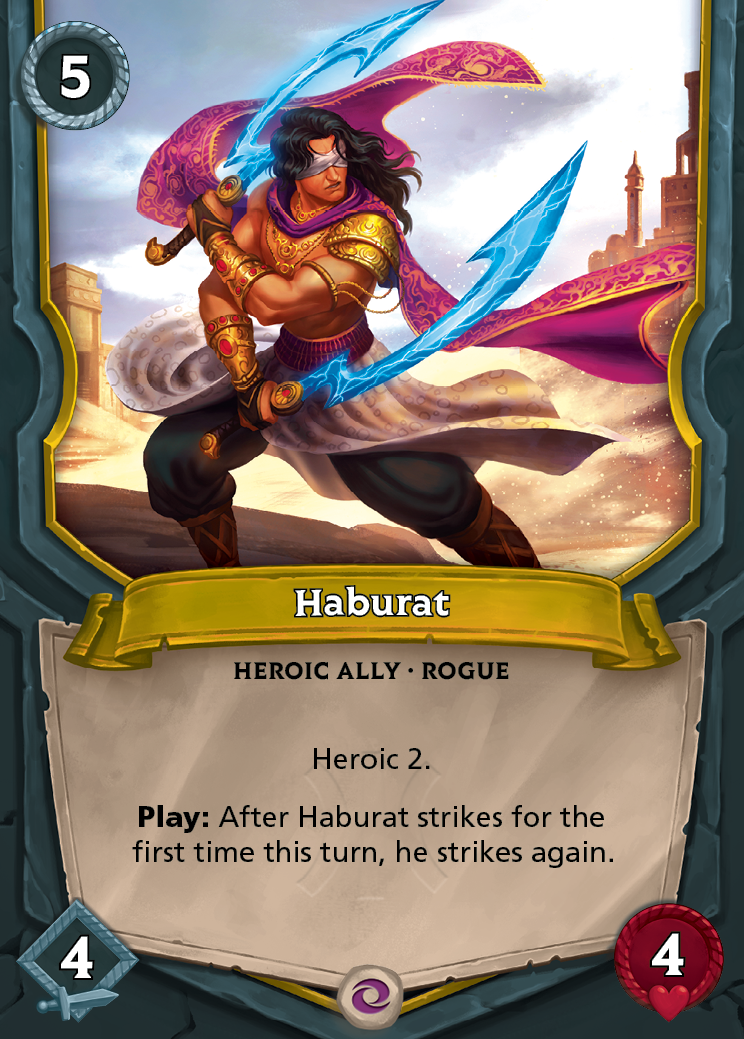 5
Haburat
HEROIC ALLY · ROGUE
Heroic 2.
Play: After Haburat strikes for the
first time this turn, he strikes again.
4
4